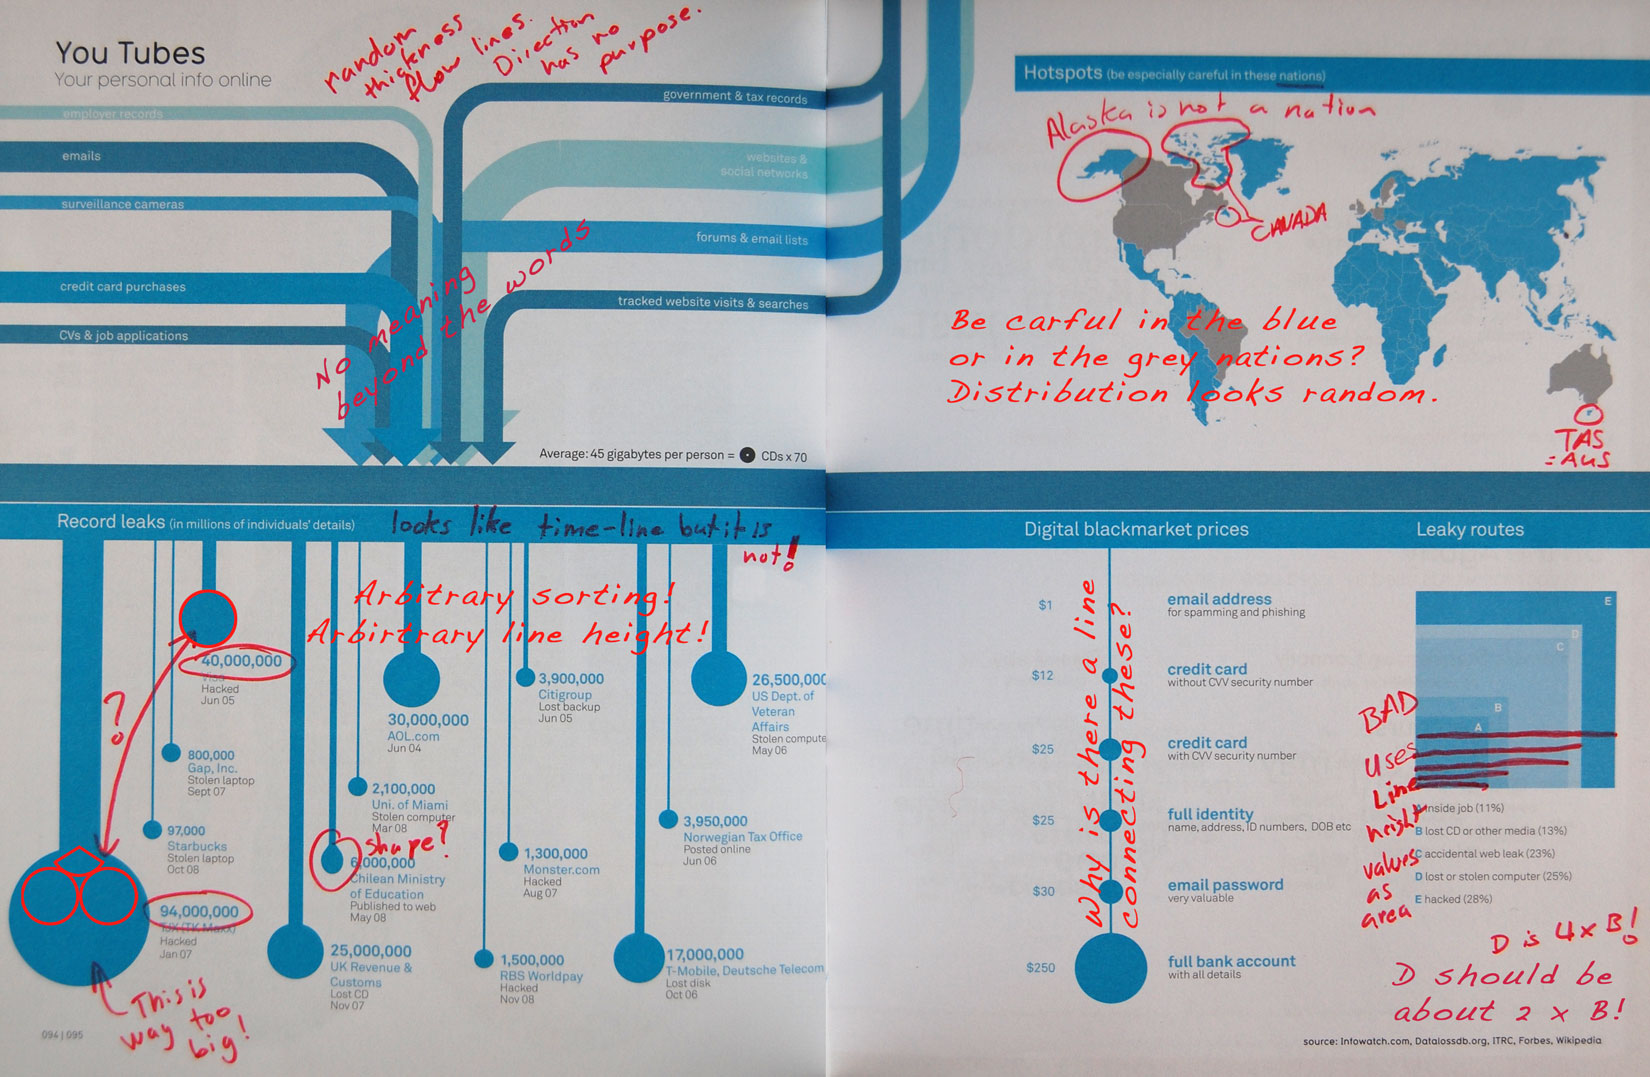 You Tubes
Your personal info online
random
thickness
flow lines.
Direction
has no
purpose.
employer records
emails
surveillance cameras
credit card purchases
CVs & job applications
government & tax records
websites &
social networks
forums & email lists
tracked website visits & searches
No meaning
beyond the words
Average: 45 gigabytes per person = CDs x 70
Hotspots (be especially careful in these nations)
Alaska is not a nation
CANADA
Be carful in the blue
or in the grey nations?
Distribution looks random.
TAS
=AUS
Record leaks (in millions of individuals' details)
looks like time-line but it is
not!
Arbitrary sorting!
Arbirtrary line height!
40,000,000
Visa
Hacked
Jun 05
?
800,000
Gap, Inc.
Stolen laptop
Sept 07
97,000
Starbucks
Stolen laptop
Oct 08
94,000,000
TJX (TK Maxx)
Hacked
Jan 07
This is
way too
big!
30,000,000
AOL.com
Jun 04
2,100,000
Uni. of Miami
Stolen computer
Mar 08
shape?
6,000,000
Chilean Ministry
of Education
Published to web
May 08
25,000,000
UK Revenue &
Customs
Lost CD
Nov 07
3,900,000
Citigroup
Lost backup
Jun 05
1,300,000
Monster.com
Hacked
Aug 07
1,500,000
RBS Worldpay
Hacked
Nov 08
26,500,000
US Dept. of
Veteran
Affairs
Stolen compute
May 06
3,950,000
Norwegian Tax Office
Posted online
Jun 06
17,000,000
T-Mobile, Deutsche Telecom
Lost disk
Oct 06
094 | 095
Digital blackmarket prices
Why is there a line
connecting these?
$1
email address
for spamming and phishing
$12
credit card
without CVV security number
$25
credit card
with CVV security number
$25
full identity
name, address, ID numbers, DOB etc
$30
email password
very valuable
$250
full bank account
with all details
Leaky routes
E
D
C
B
A
BAD
uses
Line
height
values
as
area
A inside job (11%)
B lost CD or other media (13%)
C accidental web leak (23%)
D lost or stolen computer (25%)
E hacked (28%)
D is 4 x B!
D should be
about 2 x B!
source: Infowatch.com, Datalossdb.org, ITRC, Forbes, Wikipedia